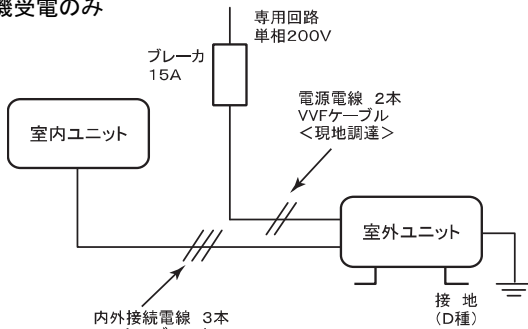 機受電のみ
専用回路
単相200V
ブレーカ
15A
電源電線 2本
VVFケーブル
＜現地調達＞
室内ユニット
室外ユニット
内外接続電線 3本
接 地
（D種）